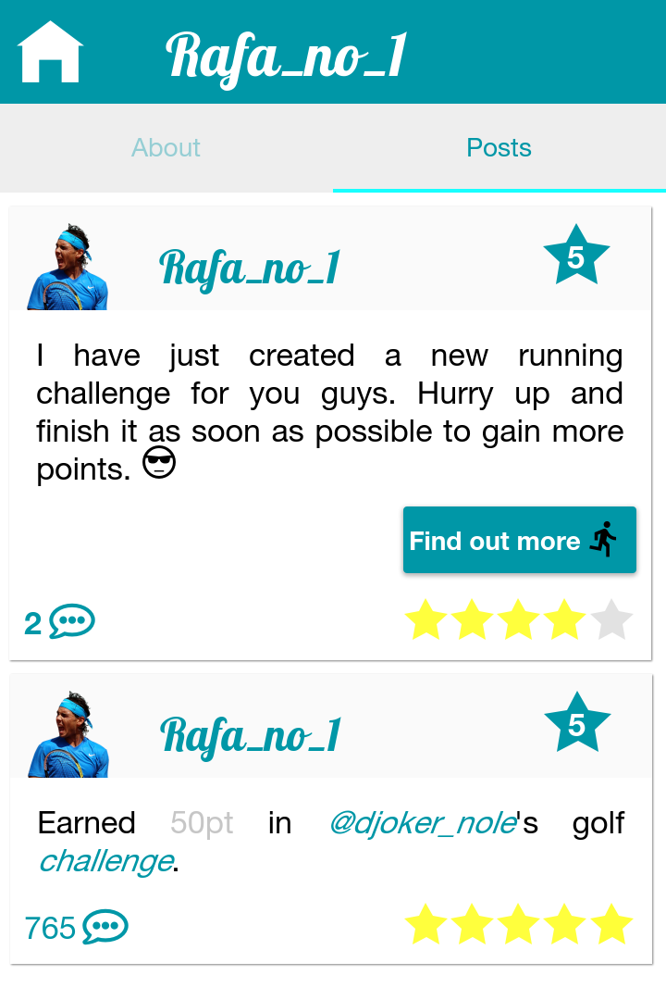 Rafa_no_1
About
Posts
Rafa_no_1
5
I have just created a new running
challenge for you guys. Hurry up and
finish it as soon as possible to gain more
points. 😎
Find out more
2
Rafa_no_1
5
Earned 50pt in @djoker_nole's golf
challenge.
765